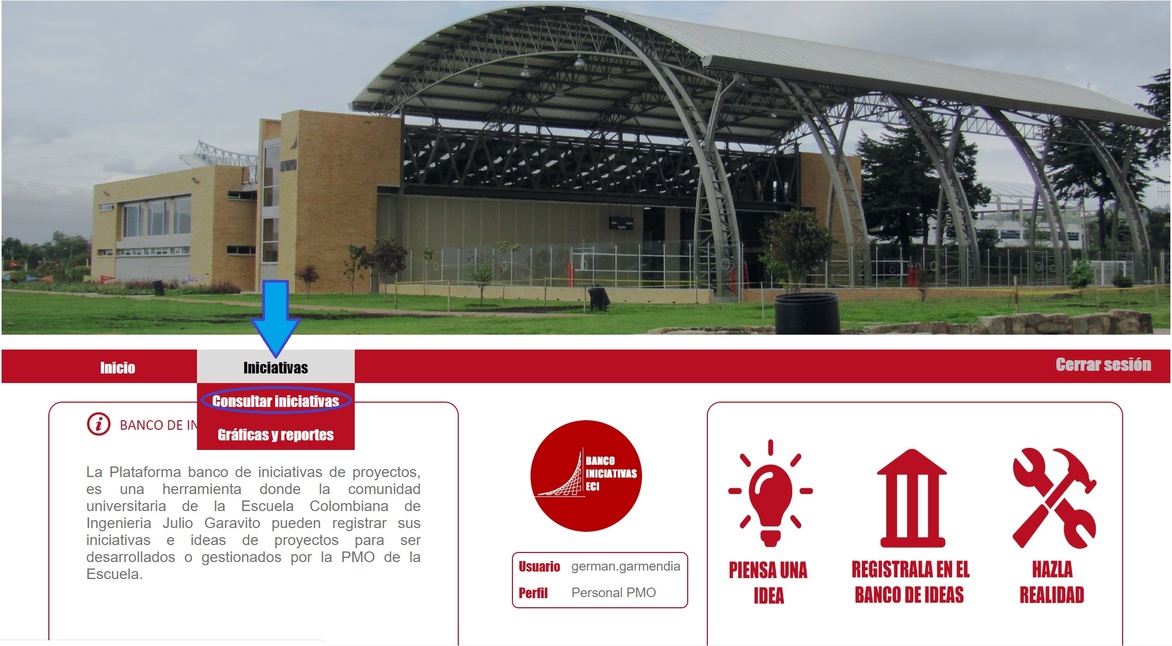 Inicio
Iniciativas
Cerrar sesión
Consultar iniciativas
Gráficas y reportes
BANCO DE IN
La Plataforma banco de iniciativas de proyectos,
es una herramienta donde la comunidad
universitaria de la Escuela Colombiana de
Ingenieria Julio Garavito pueden registrar sus
iniciativas e ideas de proyectos para ser
desarrollados o gestionados por la PMO de la
Escuela.
BANCO
INICIATIVAS
ECI
Usuario german.garmendia
Perfil Personal PMO
PIENSA UNA
IDEA
REGISTRALA EN EL
BANCO DE IDEAS
HAZLA
REALIDAD